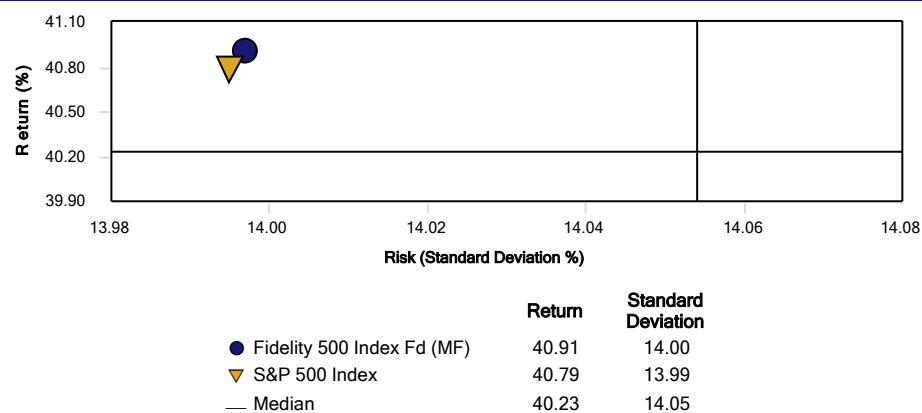 41.10
40.80
40.50
40.20
39.90
Return (%)
13.98 14.00 14.02 14.04 14.06 14.08
Risk (Standard Deviation %)
Return Standard Deviation
Fidelity 500 Index Fd (MF) 40.91 14.00
S&P 500 Index 40.79 13.99
Median 40.23 14.05